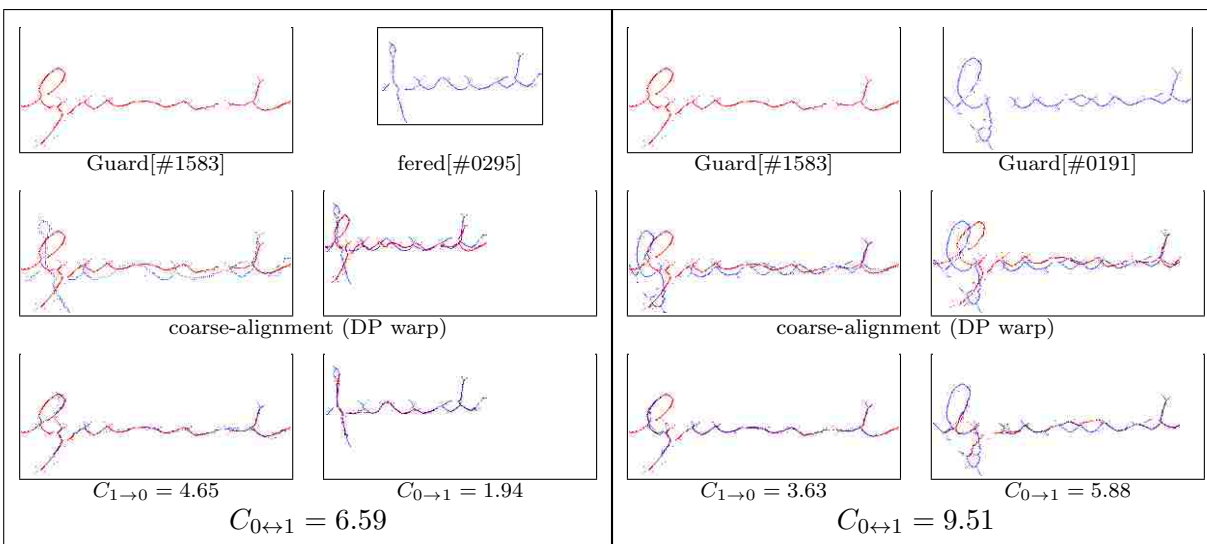 Guard[#1583] fered[#0295]
coarse-alignment (DP warp)
C1→0 = 4.65 C0→1 = 1.94
C0↔1 = 6.59
Guard[#1583] Guard[#0191]
coarse-alignment (DP warp)
C1→0 = 3.63 C0→1 = 5.88
C0↔1 = 9.51